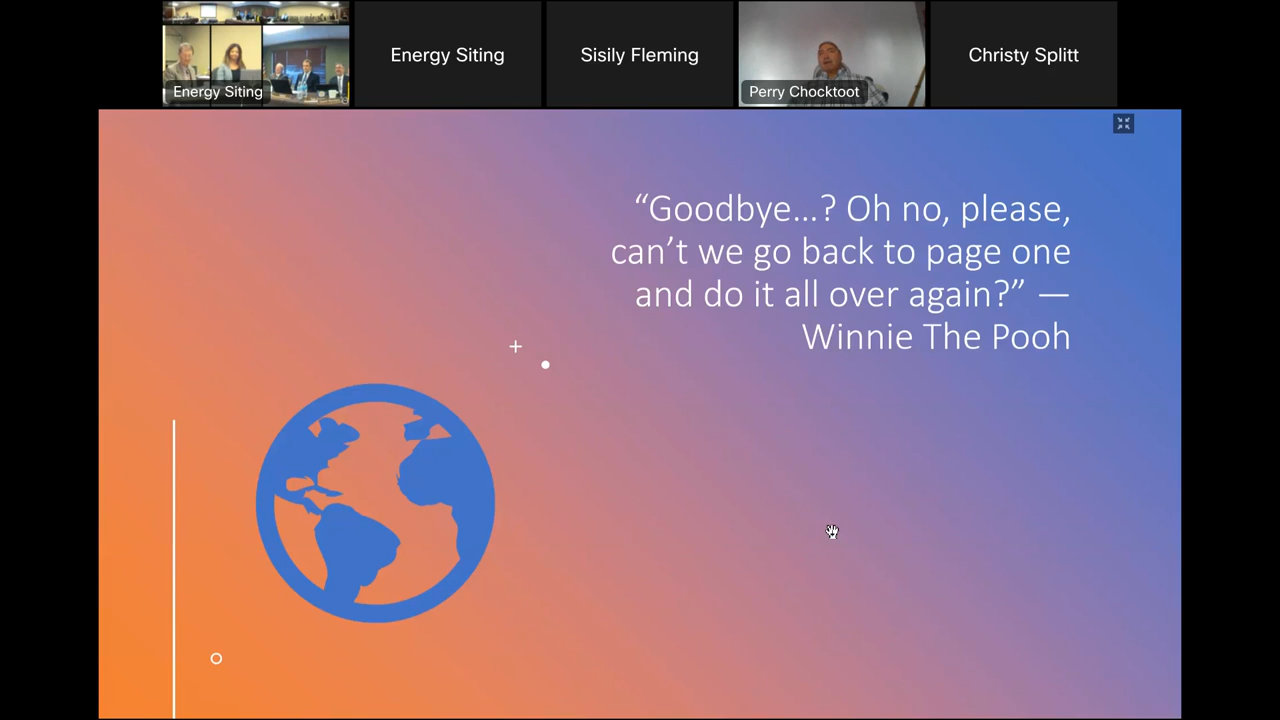 Energy Siting
Energy Siting
Sisily Fleming
Perry Chocktoot
Christy Splitt
“Goodbye...? Oh no, please,
can’t we go back to page one
and do it all over again?” —
Winnie The Pooh